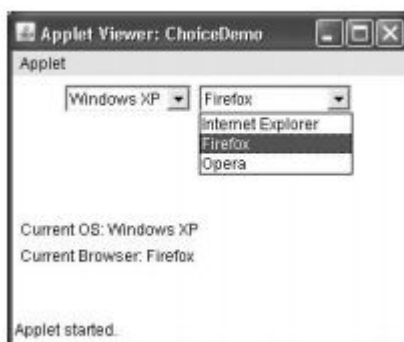 Applet Viewer: ChoiceDemo
Applet
Windows XP Firefox
Internet Explorer
Firefox
Opera
Current OS: Windows XP
Current Browser: Firefox
Applet started.